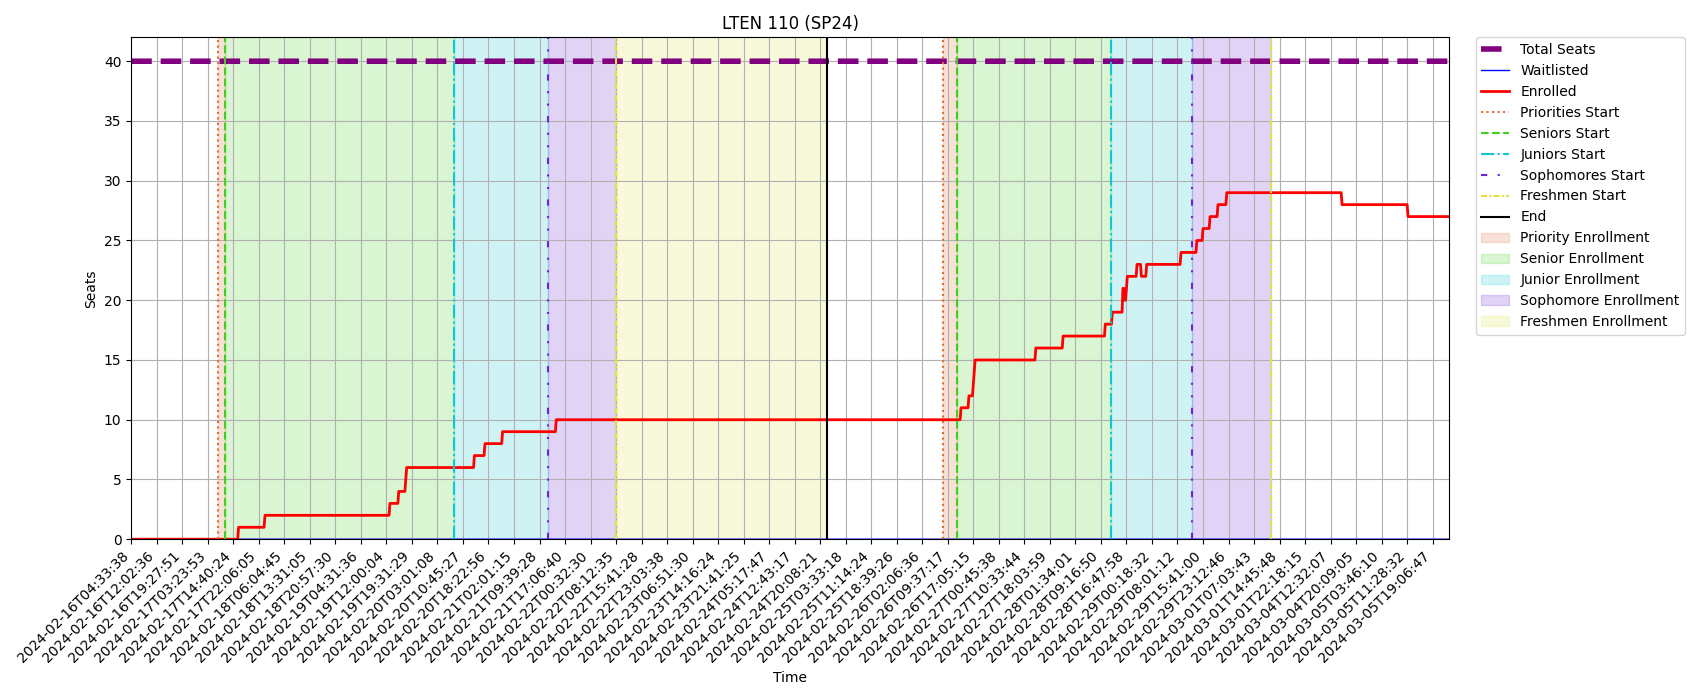 LTEN 110 (SP24)
Seats
40
35
30
25
20
15
10
5
0
2024-02-16T04:33:38
2024-02-16T12:02:36
2024-02-16T19:27:51
2024-02-17T03:23:53
2024-02-17T14:40:24
2024-02-17T22:06:05
2024-02-18T06:04:45
2024-02-18T13:31:05
2024-02-18T20:57:30
2024-02-19T04:31:36
2024-02-19T12:00:04
2024-02-19T19:31:29
2024-02-20T03:01:08
2024-02-20T10:45:27
2024-02-20T18:22:56
2024-02-21T02:01:15
2024-02-21T09:39:28
2024-02-21T17:06:40
2024-02-22T00:32:30
2024-02-22T08:12:35
2024-02-22T15:41:28
2024-02-22T23:03:38
2024-02-23T06:51:30
2024-02-23T14:16:24
2024-02-23T21:41:25
2024-02-24T05:17:47
2024-02-24T12:43:17
2024-02-24T20:08:21
2024-02-25T03:33:18
2024-02-25T11:14:24
2024-02-25T18:39:26
2024-02-26T02:06:36
2024-02-26T09:37:17
2024-02-26T17:05:15
2024-02-27T00:45:38
2024-02-27T10:33:44
2024-02-27T18:03:59
2024-02-28T01:34:01
2024-02-28T09:16:50
2024-02-28T16:47:58
2024-02-29T00:18:32
2024-02-29T08:01:12
2024-02-29T15:41:00
2024-02-29T23:12:46
2024-03-01T07:03:43
2024-03-01T14:45:48
2024-03-01T22:18:15
2024-03-04T12:32:07
2024-03-04T20:09:05
2024-03-05T03:46:10
2024-03-05T11:28:32
2024-03-05T19:06:47
Time
Total Seats
Waitlisted
Enrolled
Priorities Start
Seniors Start
Juniors Start
Sophomores Start
Freshmen Start
End
Priority Enrollment
Senior Enrollment
Junior Enrollment
Sophomore Enrollment
Freshmen Enrollment